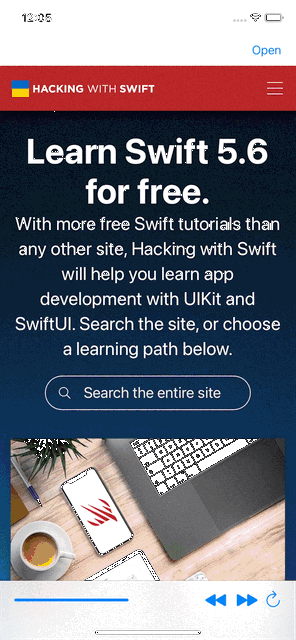 12:05
Open
HACKING WITH SWIFT
Learn Swift 5.6
for free.
With more free Swift tutorials than
any other site, Hacking with Swift
will help you learn app
development with UIKit and
SwiftUI. Search the site, or choose
a learning path below.
Search the entire site